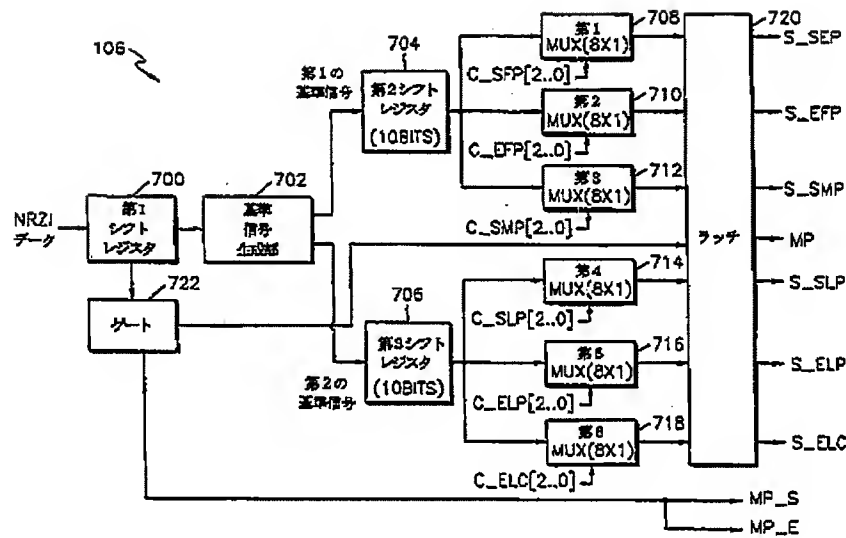 106
NRZI
データ
700
第1
シフト
レジスタ
702
基準
信号
生成部
722
ゲート
第1の
基準信号
704
第2シフト
レジスタ
(10BITS)
第2の
基準信号
706
第3シフト
レジスタ
(10BITS)
708
第1
MUX(8X1)
C_SFP[2..0]
710
第2
MUX(8X1)
C_EFP[2..0]
712
第3
MUX(8X1)
C_SMP[2..0]
714
第4
MUX(8X1)
C_SLP[2..0]
716
第5
MUX(8X1)
C_ELP[2..0]
718
第6
MUX(8X1)
C_ELC[2..0]
720
ラッチ
S_SEP
S_EFP
S_SMP
MP
S_SLP
S_ELP
S_ELC
MP_S
MP_E